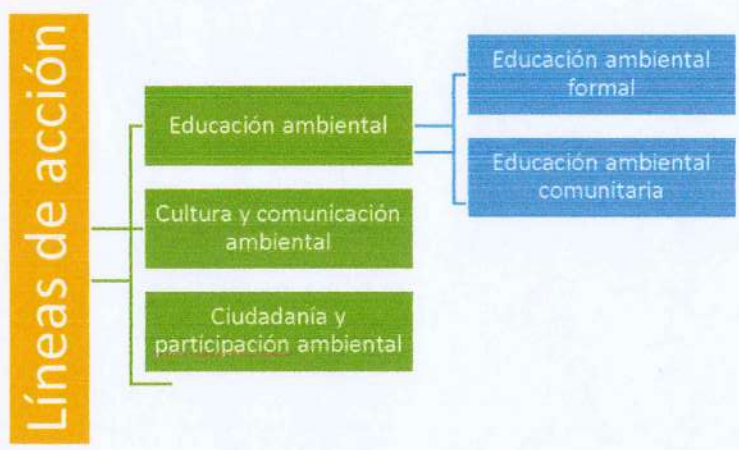 Líneas de acción
Educación ambiental
Cultura y comunicación
ambiental
Ciudadanía y
participación ambiental
Educación ambiental
formal
Educación ambiental
comunitaria